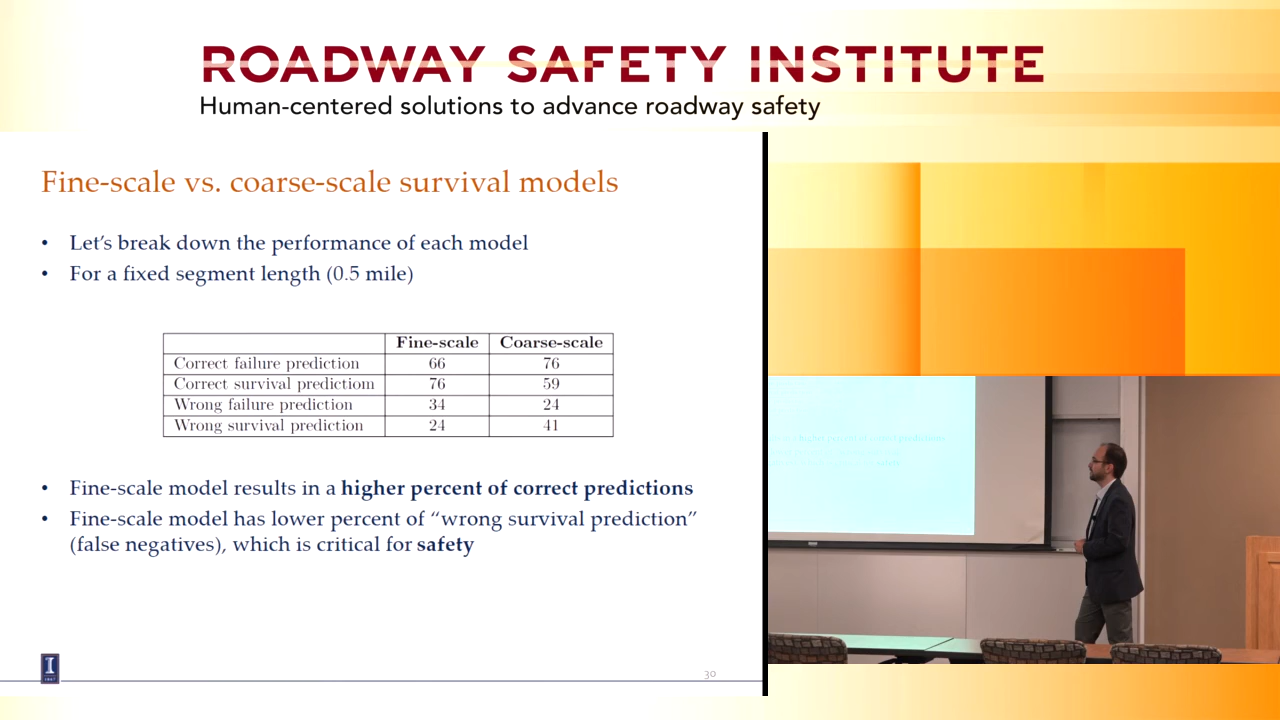 ROADWAY SAFETY INSTITUTE
Human-centered solutions to advance roadway safety
Fine-scale vs. coarse-scale survival models
• Let's break down the performance of each model
• For a fixed segment length (0.5 mile)
Fine-scale Coarse-scale
Correct failure prediction 66 76
Correct survival predictiom 76 59
Wrong failure prediction 34 24
Wrong survival prediction 24 41
• Fine-scale model results in a higher percent of correct predictions
• Fine-scale model has lower percent of “wrong survival prediction”
(false negatives), which is critical for safety
I
30